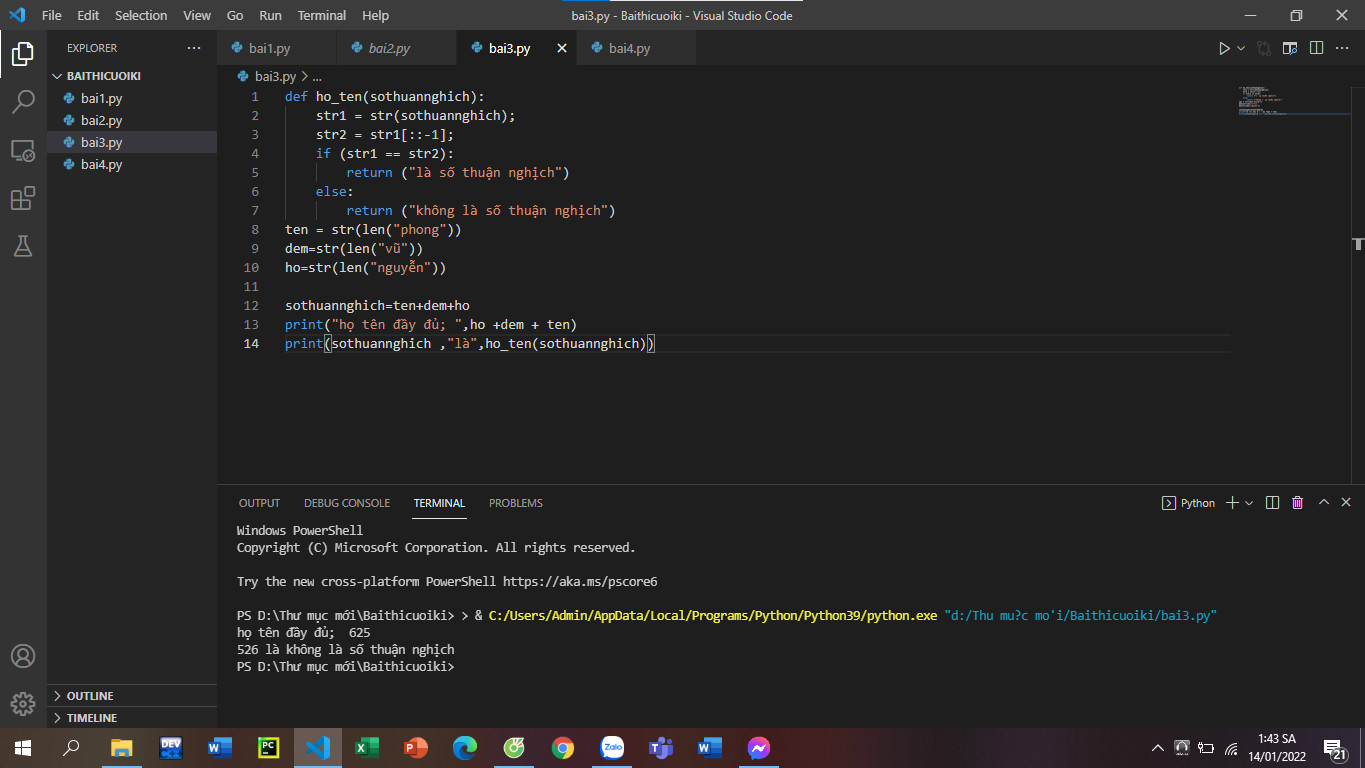 File Edit Selection View Go Run Terminal Help
bai3.py - Baithicuoiki - Visual Studio Code
EXPLORER
BAITHICUOIKI
bai1.py
bai2.py
bai3.py
bai4.py
OUTLINE
TIMELINE
bai1.py bai2.py bai3.py bai4.py
bai3.py > ...
1 def ho_ten(sothuannghich):
2 str1 = str(sothuannghich);
3 str2 = str1[::-1];
4 if (str1 == str2):
5 return ("là số thuận nghịch")
6 else:
7 return ("không là số thuận nghịch")
8 ten = str(len("phong"))
9 dem=str(len("vũ"))
10 ho=str(len("nguyễn"))
11
12 sothuannghich=ten+dem+ho
13 print("họ tên đầy đủ; ",ho +dem + ten)
14 print(sothuannghich ,"là",ho_ten(sothuannghich))
OUTPUT DEBUG CONSOLE TERMINAL PROBLEMS
Python
Windows PowerShell
Copyright (C) Microsoft Corporation. All rights reserved.
Try the new cross-platform PowerShell https://aka.ms/pscore6
PS D:\Thư mục mới\Baithicuoiki> > & C:/Users/Admin/AppData/Local/Programs/Python/Python39/python.exe "d:/Thu mu?c mo'i/Baithicuoiki/bai3.py"
họ tên đầy đủ;  625
526 là không là số thuận nghịch
PS D:\Thư mục mới\Baithicuoiki>
DEV
W
PC
X
P
Zalo
T
W
1:43 SA
14/01/2022
21